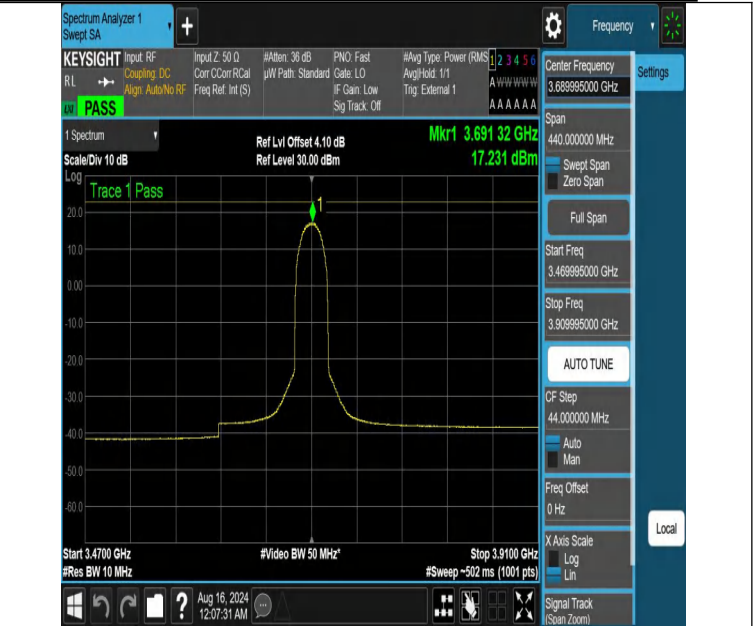 Spectrum Analyzer 1
Swept SA
+
Frequency
KEYSIGHT
RL
PASS
Input: RF
Coupling: DC
Align: Auto/No RF
Input Z: 50 Ω
Corr CCorr RCal
Freq Ref: Int (S)
#Atten: 36 dB
µW Path: Standard
PNO: Fast
Gate: LO
IF Gain: Low
Sig Track: Off
#Avg Type: Power (RMS
Avg|Hold: 1/1
Trig: External 1
1 2 3 4 5 6
A W W W W W
A A A A A A
1 Spectrum
Scale/Div 10 dB
Ref Lvl Offset 4.10 dB
Ref Level 30.00 dBm
Mkr1 3.691 32 GHz
17.231 dBm
Log
Trace 1 Pass
1
20.0
10.0
0.00
-10.0
-20.0
-30.0
-40.0
-50.0
-60.0
Start 3.4700 GHz
#Res BW 10 MHz
#Video BW 50 MHz*
Stop 3.9100 GHz
#Sweep ~502 ms (1001 pts)
Center Frequency
3.689995000 GHz
Settings
Span
440.000000 MHz
Swept Span
Zero Span
Full Span
Start Freq
3.469995000 GHz
Stop Freq
3.909995000 GHz
AUTO TUNE
CF Step
44.000000 MHz
Auto
Man
Freq Offset
0 Hz
X Axis Scale
Log
Lin
Local
Signal Track
(Span Zoom)
?
Aug 16, 2024
12:07:31 AM